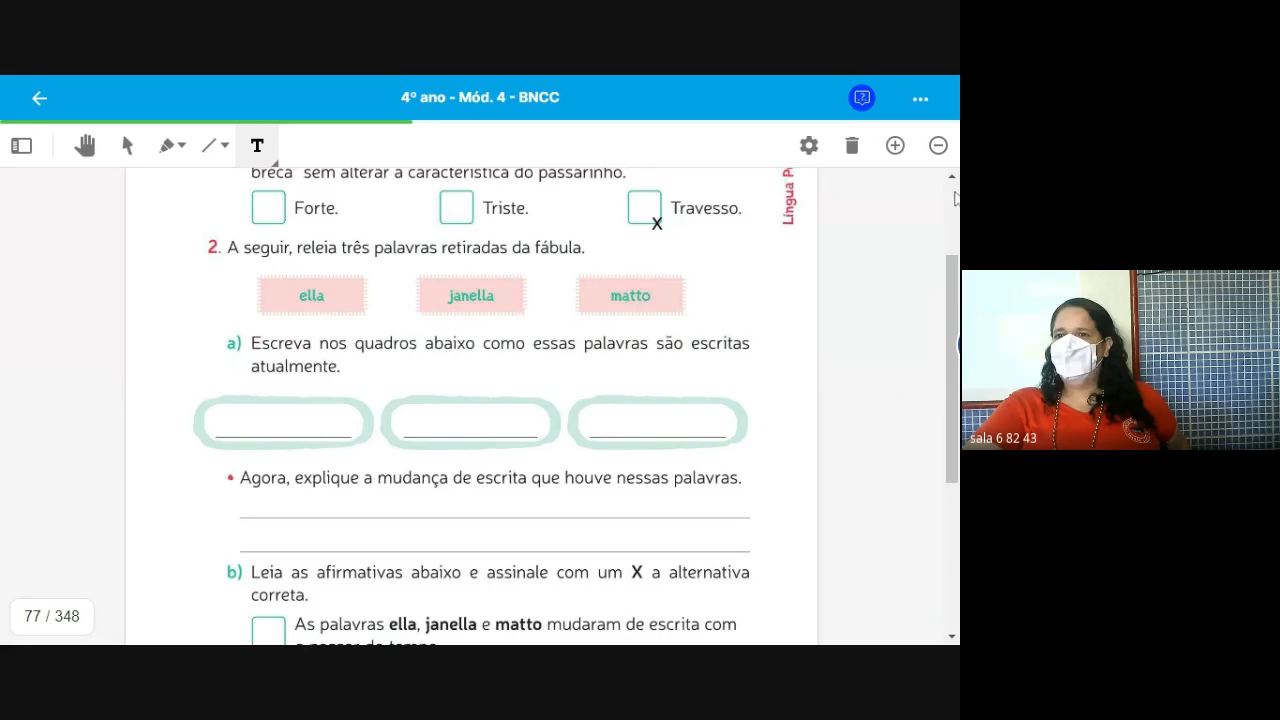 4º ano - Mód. 4 - BNCC
T
breca sem alterar a característica do passarinho.
Forte. Triste. X Travesso.
Língua P
2. A seguir, releia três palavras retiradas da fábula.
ella janella matto
a) Escreva nos quadros abaixo como essas palavras são escritas
atualmente.
sala 6 82 43
• Agora, explique a mudança de escrita que houve nessas palavras.
b) Leia as afirmativas abaixo e assinale com um X a alternativa
correta.
77 / 348
As palavras ella, janella e matto mudaram de escrita com
o passar do tempo.